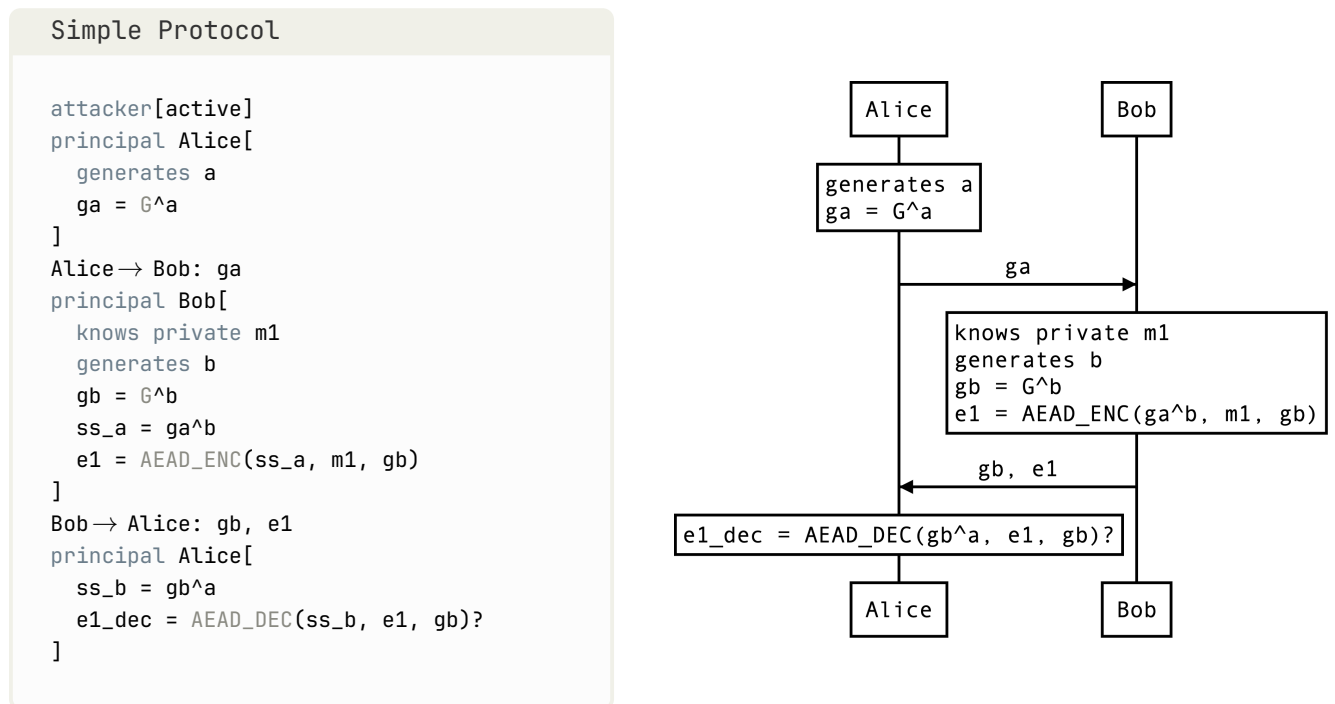 Simple Protocol
attacker[active]
principal Alice[
generates a
ga = G^a
]
Alice→ Bob: ga
principal Bob[
knows private m1
generates b
gb = G^b
ss_a = ga^b
e1 = AEAD_ENC(ss_a, m1, gb)
]
Bob→ Alice: gb, e1
principal Alice[
ss_b = gb^a
e1_dec = AEAD_DEC(ss_b, e1, gb)?
]
Alice
Bob
generates a
ga = G^a
ga
knows private m1
generates b
gb = G^b
e1 = AEAD_ENC(ga^b, m1, gb)
gb, e1
e1_dec = AEAD_DEC(gb^a, e1, gb)?
Alice
Bob